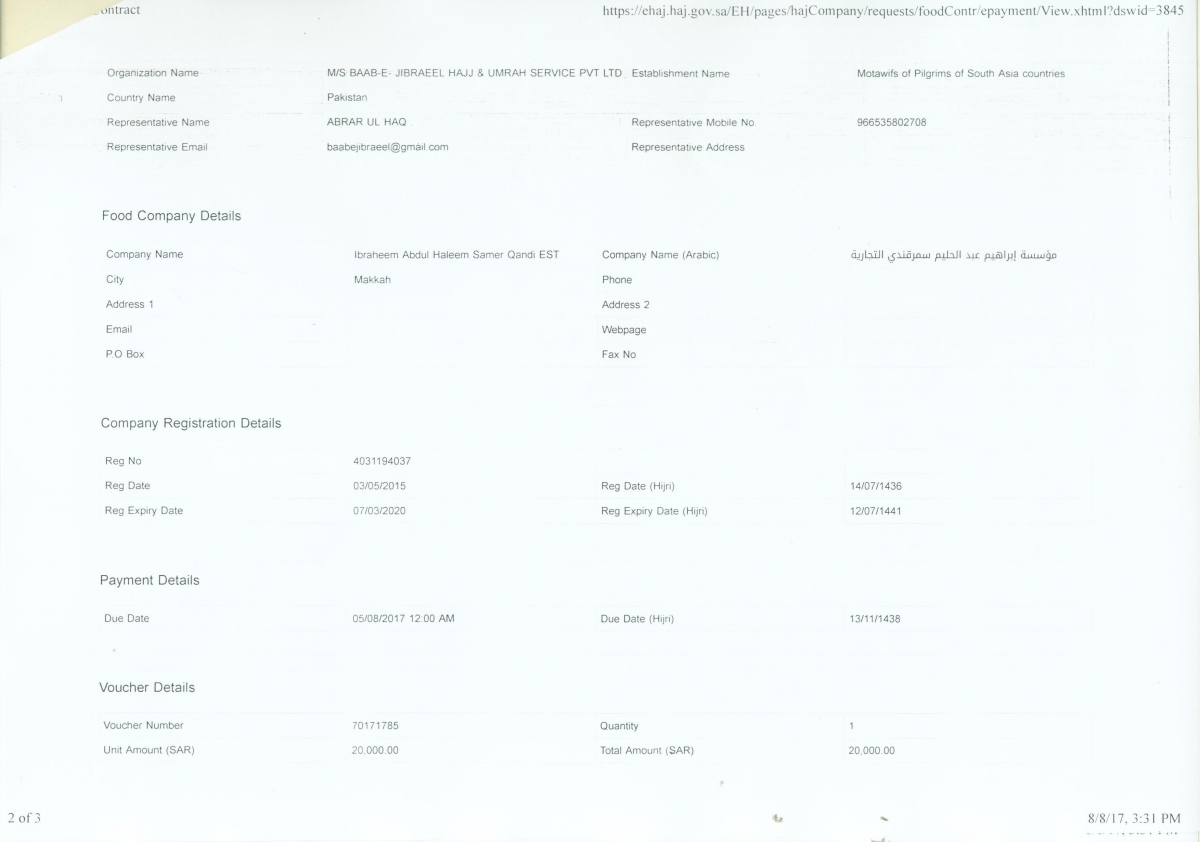 ontract https://ehaj.haj.gov.sa/EH/pages/hajCompany/requests/foodContr/epayment/View.xhtml?dswid=3845
Organization Name M/S BAAB-E- JIBRAEEL HAJJ & UMRAH SERVICE PVT LTD Establishment Name Motawifs of Pilgrims of South Asia countries
Country Name Pakistan
Representative Name ABRAR UL HAQ Representative Mobile No. 966535802708
Representative Email baabejibraeel@gmail.com Representative Address
Food Company Details
Company Name Ibraheem Abdul Haleem Samer Qandi EST Company Name (Arabic) مؤسسة إبراهيم عبد الحليم سمرقندي التجارية
City Makkah Phone
Address 1 Address 2
Email Webpage
P.O Box Fax No
Company Registration Details
Reg No 4031194037
Reg Date 03/05/2015 Reg Date (Hijri) 14/07/1436
Reg Expiry Date 07/03/2020 Reg Expiry Date (Hijri) 12/07/1441
Payment Details
Due Date 05/08/2017 12:00 AM Due Date (Hijri) 13/11/1438
Voucher Details
Voucher Number 70171785 Quantity 1
Unit Amount (SAR) 20,000.00 Total Amount (SAR) 20,000.00
2 of 3 8/8/17, 3:31 PM